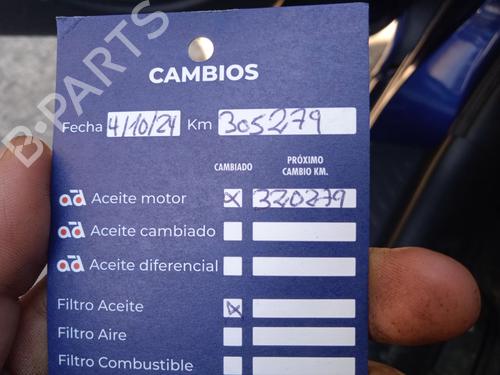 B-PARTS
CAMBIOS
Fecha 4/10/24 Km 305279
CAMBIADO PRÓXIMO CAMBIO KM.
ad Aceite motor X 320279
ad Aceite cambiado
ad Aceite diferencial
Filtro Aceite X
Filtro Aire
Filtro Combustible